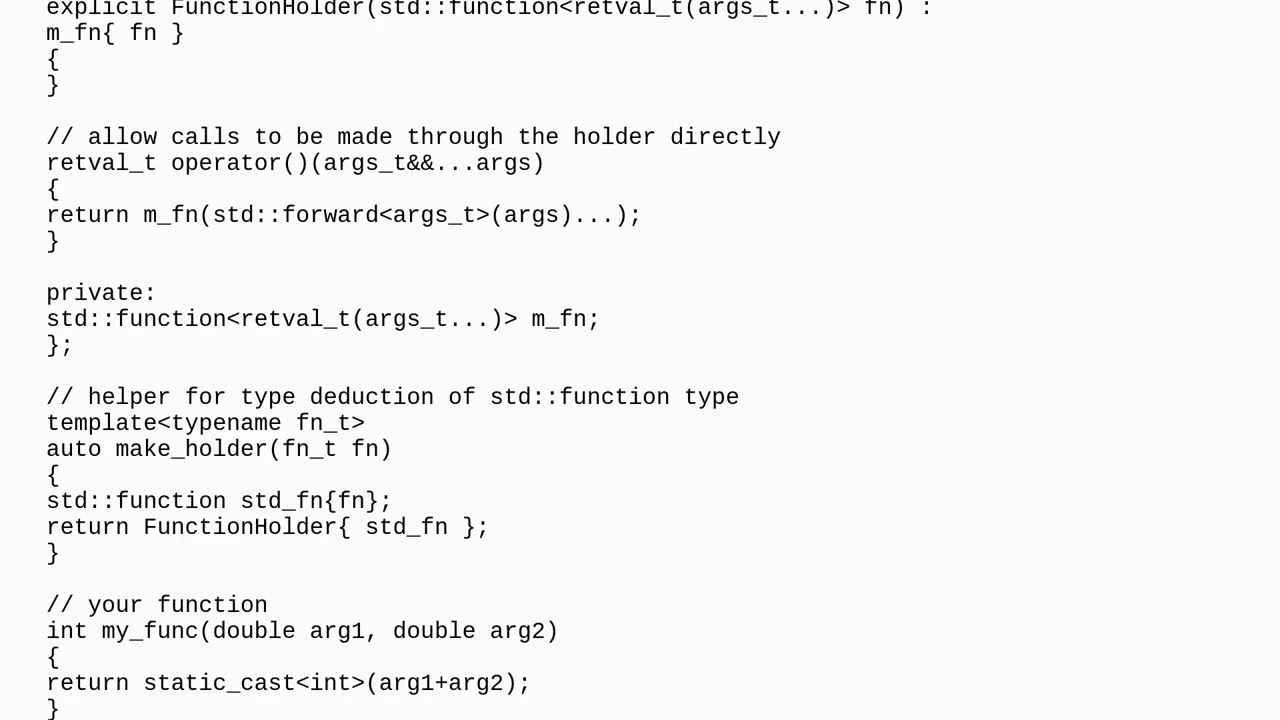 explicit FunctionHolder(std::function<retval_t(args_t...)> fn) :
m_fn{ fn }
{
}
// allow calls to be made through the holder directly
retval_t operator()(args_t&&...args)
{
return m_fn(std::forward<args_t>(args)...);
}
private:
std::function<retval_t(args_t...)> m_fn;
};
// helper for type deduction of std::function type
template<typename fn_t>
auto make_holder(fn_t fn)
{
std::function std_fn{fn};
return FunctionHolder{ std_fn };
}
// your function
int my_func(double arg1, double arg2)
{
return static_cast<int>(arg1+arg2);
}